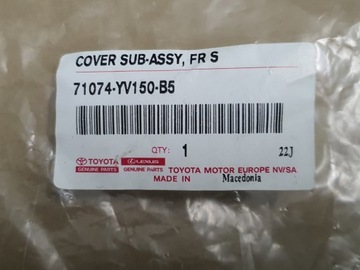 COVER SUB-ASSY, FR S
71074-YV150-B5
QTY: 1 22J
TOYOTA LEXUS
GENUINE PARTS GENUINE PARTS TOYOTA MOTOR EUROPE NV/SA
MADE IN Macedonia